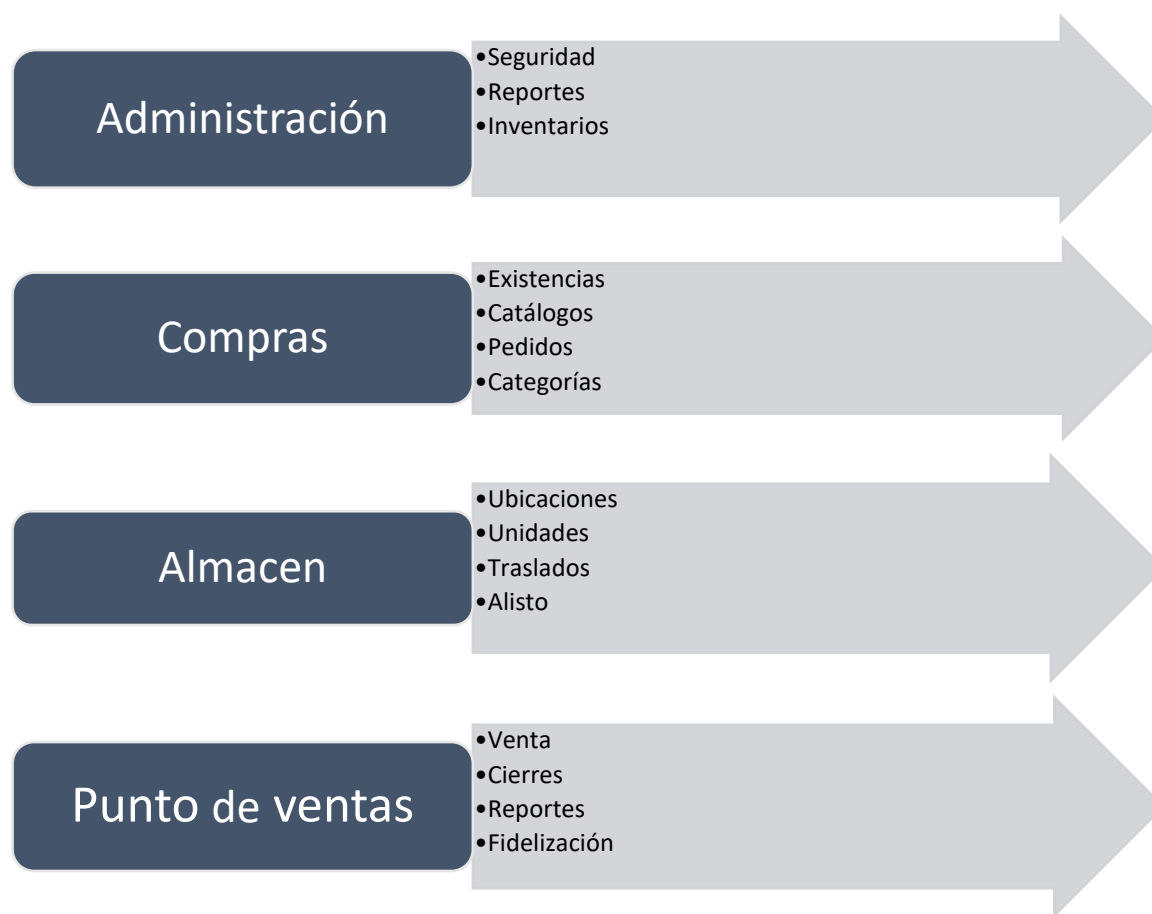 Administración
•Seguridad
•Reportes
•Inventarios
Compras
•Existencias
•Catálogos
•Pedidos
•Categorías
Almacen
•Ubicaciones
•Unidades
•Traslados
•Alisto
Punto de ventas
•Venta
•Cierres
•Reportes
•Fidelización